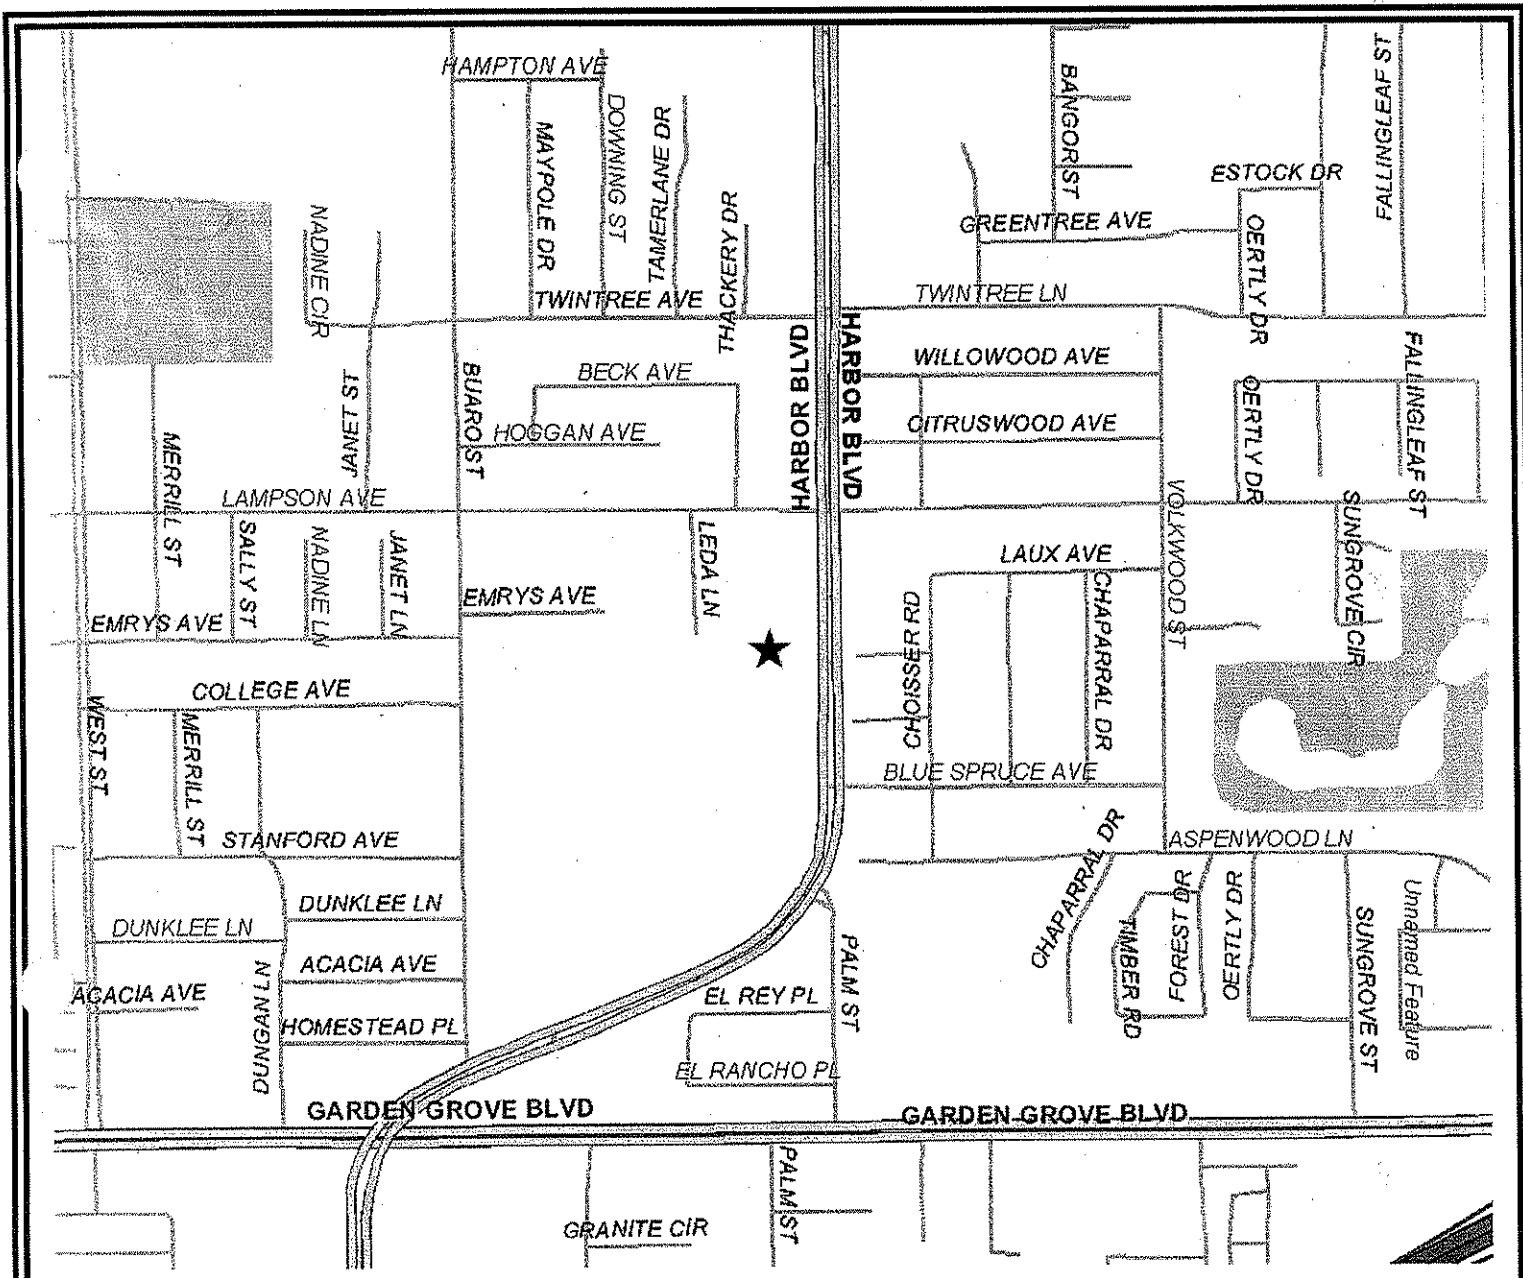 HAMPTON AVE
DOWNING ST
MAYPOLE DR
TAMERLANE DR
THACKERY DR
BANGOR ST
FALLINGLEAF ST
ESTOCK DR
GREENTREE AVE
OERTLY DR
NADINE CIR
TWINTREE AVE
TWINTREE LN
HARBOR BLVD
HARBOR BLVD
WILLOWOOD AVE
FALLINGLEAF ST
JANET ST
BUARO ST
BECK AVE
OERTLY DR
CITRUSWOOD AVE
HOGGAN AVE
MERRILL ST
LAMPSON AVE
VOLKWOOD ST
SUNGROVE CIR
SALLY ST
NADINE LN
JANET LN
LEDA LN
LAUX AVE
CHAPARRAL DR
CHOISSER RD
EMRYS AVE
EMRYS AVE
COLLEGE AVE
WEST ST
MERRILL ST
BLUE SPRUCE AVE
STANFORD AVE
CHAPARRAL DR
ASPENWOOD LN
DUNKLEE LN
DUNKLEE LN
FOREST DR
OERTLY DR
TIMBER RD
SUNGROVE ST
Unnamed Feature
PALM ST
ACACIA AVE
ACACIA AVE
DUNGAN LN
EL REY PL
HOMESTEAD PL
EL RANCHO PL
GARDEN GROVE BLVD
GARDEN GROVE BLVD
PALM ST
GRANITE CIR